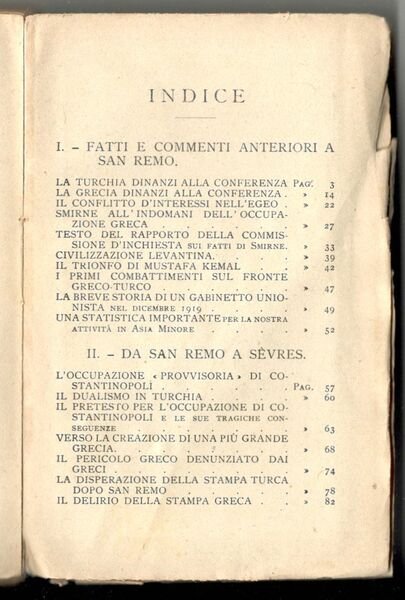 INDICE
I. – FATTI E COMMENTI ANTERIORI A
SAN REMO.
LA TURCHIA DINANZI ALLA CONFERENZA PAG. 3
LA GRECIA DINANZI ALLA CONFERENZA . » 14
IL CONFLITTO D'INTERESSI NELL'EGEO . » 22
SMIRNE ALL'INDOMANI DELL'OCCUPA-
ZIONE GRECA . . . . . » 27
TESTO DEL RAPPORTO DELLA COMMIS-
SIONE D'INCHIESTA SUI FATTI DI SMIRNE. » 33
CIVILIZZAZIONE LEVANTINA. . . . » 39
IL TRIONFO DI MUSTAFA KEMAL . . » 42
I PRIMI COMBATTIMENTI SUL FRONTE
GRECO-TURCO . . . . . » 47
LA BREVE STORIA DI UN GABINETTO UNIO-
NISTA NEL DICEMBRE 1919 . . . » 49
UNA STATISTICA IMPORTANTE PER LA NOSTRA
ATTIVITÀ IN ASIA MINORE . . . » 52
II. – DA SAN REMO A SÈVRES.
L'OCCUPAZIONE «PROVVISORIA» DI CO-
STANTINOPOLI . . . . . PAG. 57
IL DUALISMO IN TURCHIA . . . . » 60
IL PRETESTO PER L'OCCUPAZIONE DI CO-
STANTINOPOLI E LE SUE TRAGICHE CON-
SEGUENZE . . . . . . » 63
VERSO LA CREAZIONE DI UNA PIÙ GRANDE
GRECIA. . . . . . . » 68
IL PERICOLO GRECO DENUNZIATO DAI
GRECI . . . . . . . » 74
LA DISPERAZIONE DELLA STAMPA TURCA
DOPO SAN REMO . . . . . » 78
IL DELIRIO DELLA STAMPA GRECA . . » 82